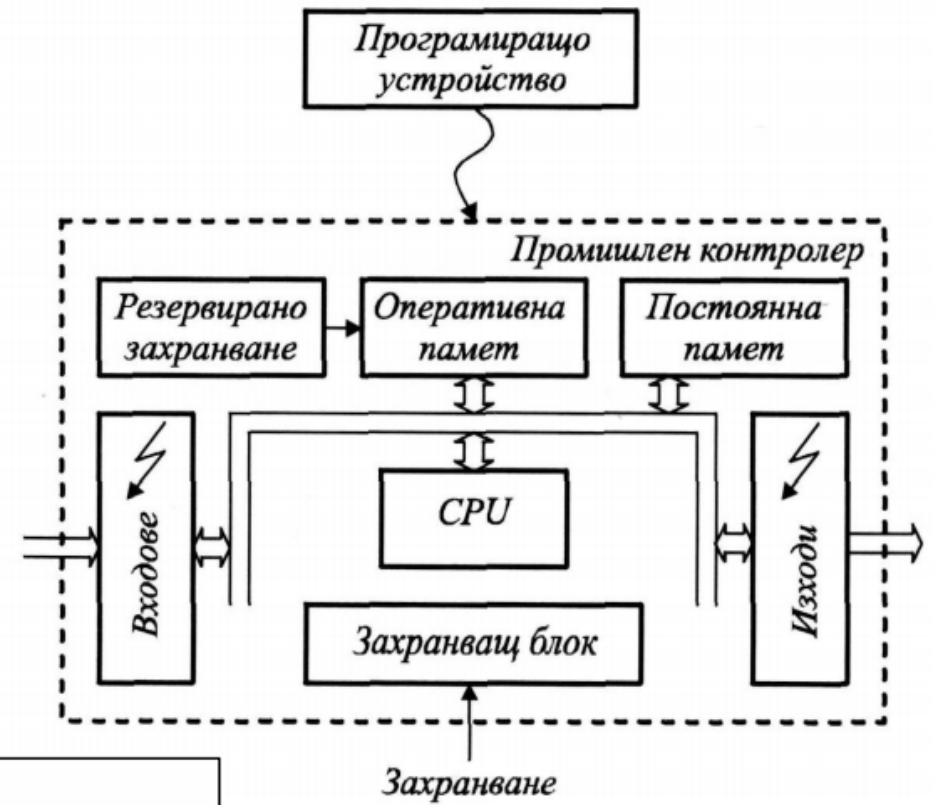 Програмиращо
устройство
Промишлен контролер
Резервирано
захранване
Оперативна
памет
Постоянна
памет
Входове
CPU
Изходи
Захранващ блок
Захранване